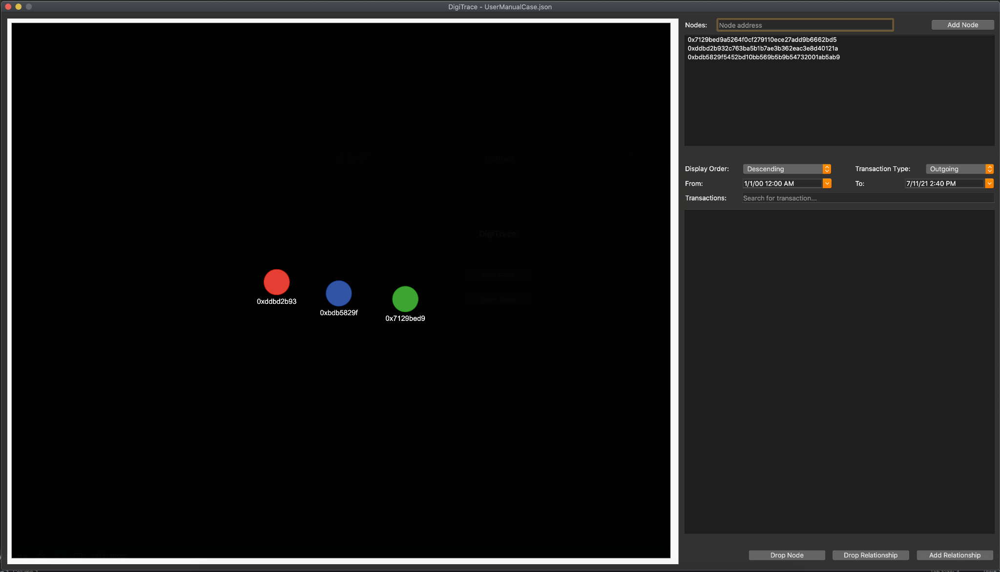 DigiTrace - UserManualCase.json
Nodes: Node address Add Node
0x7129bed9a5264f0cf279110ece27add9b6662bd5
0xddbd2b932c763ba5b1b7ae3b362eac3e8d40121a
0xbdb5829f5452bd10bb569b5b9b54732001ab5ab9
Display Order: Descending Transaction Type: Outgoing
From: 1/1/00 12:00 AM To: 7/11/21 2:40 PM
Transactions: Search for transaction...
DigiTrace
0xddbd2b93
0xbdb5829f
0x7129bed9
Drop Node Drop Relationship Add Relationship